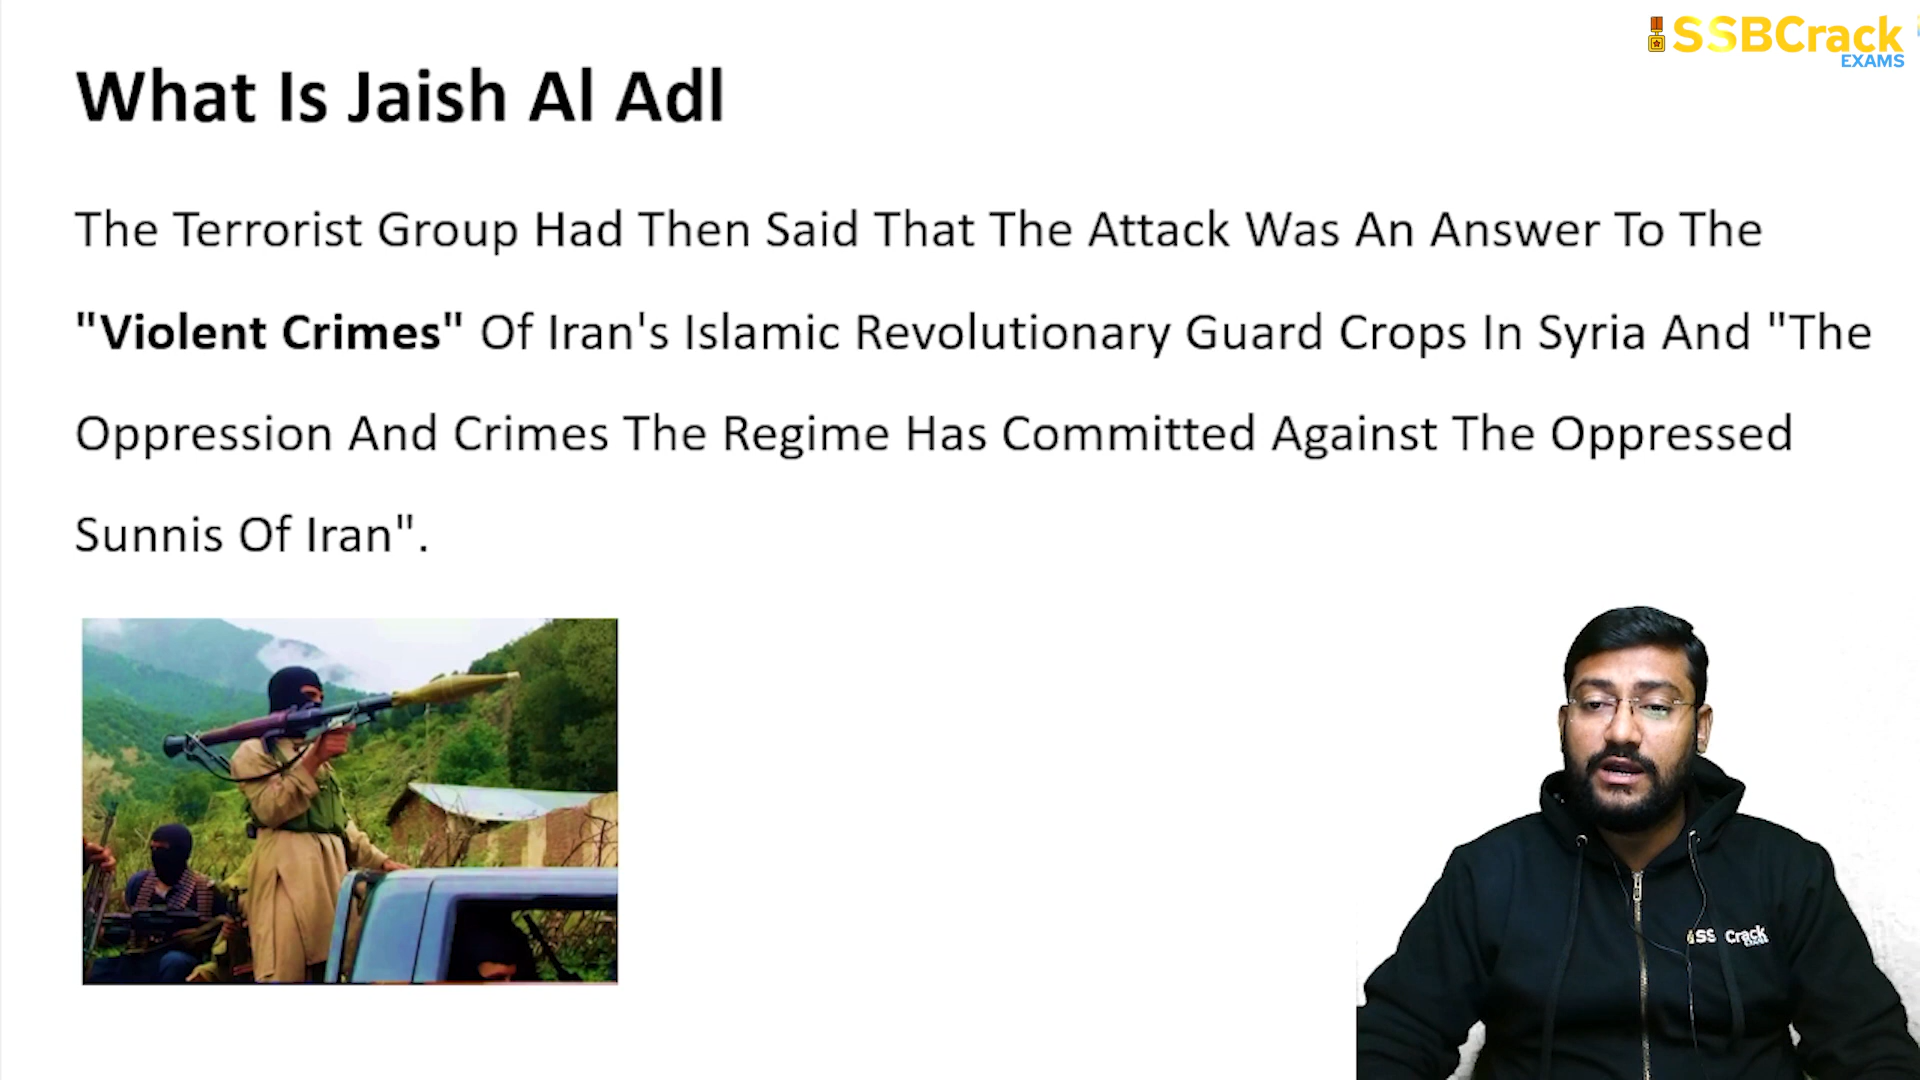 SSBCrack
EXAMS
What Is Jaish Al Adl
The Terrorist Group Had Then Said That The Attack Was An Answer To The
"Violent Crimes" Of Iran's Islamic Revolutionary Guard Crops In Syria And "The
Oppression And Crimes The Regime Has Committed Against The Oppressed
Sunnis Of Iran".
SS Crack
EXAMS